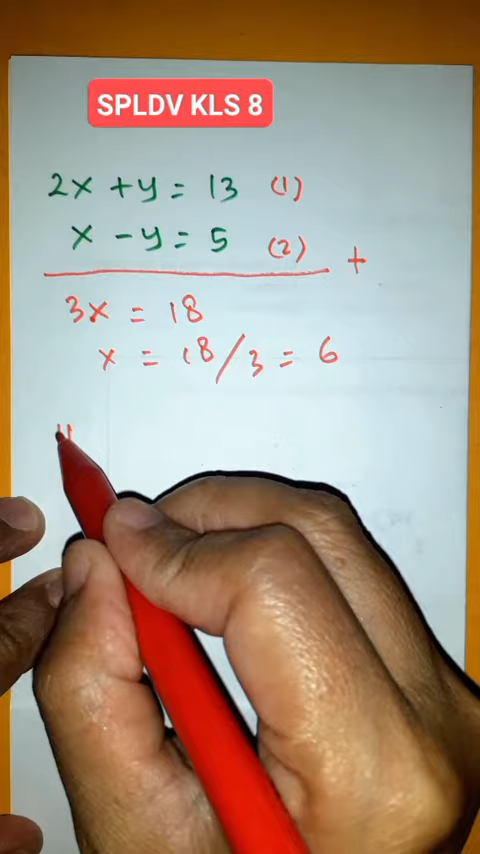 SPLDV KLS 8
2x + y = 13 (1)
x - y = 5 (2) +
3x = 18
x = 18/3 = 6